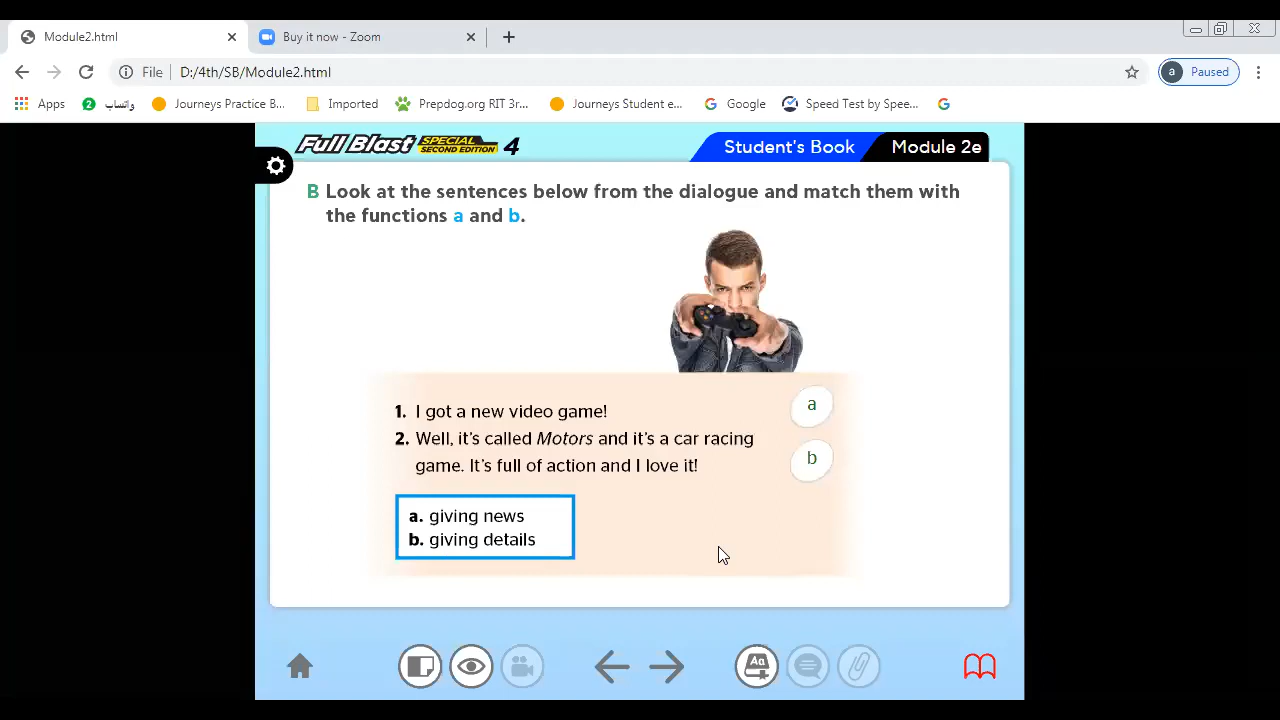 Module2.html
Buy it now - Zoom
File D:/4th/SB/Module2.html
a Paused
Apps
2 واتساب
Journeys Practice B...
Imported
Prepdog.org RIT 3r...
Journeys Student e...
Google
Speed Test by Spee...
Full Blast SPECIAL SECOND EDITION 4
Student's Book
Module 2e
B Look at the sentences below from the dialogue and match them with
the functions a and b.
1. I got a new video game!
a
2. Well, it's called Motors and it's a car racing
game. It's full of action and I love it!
b
a. giving news
b. giving details
Aa